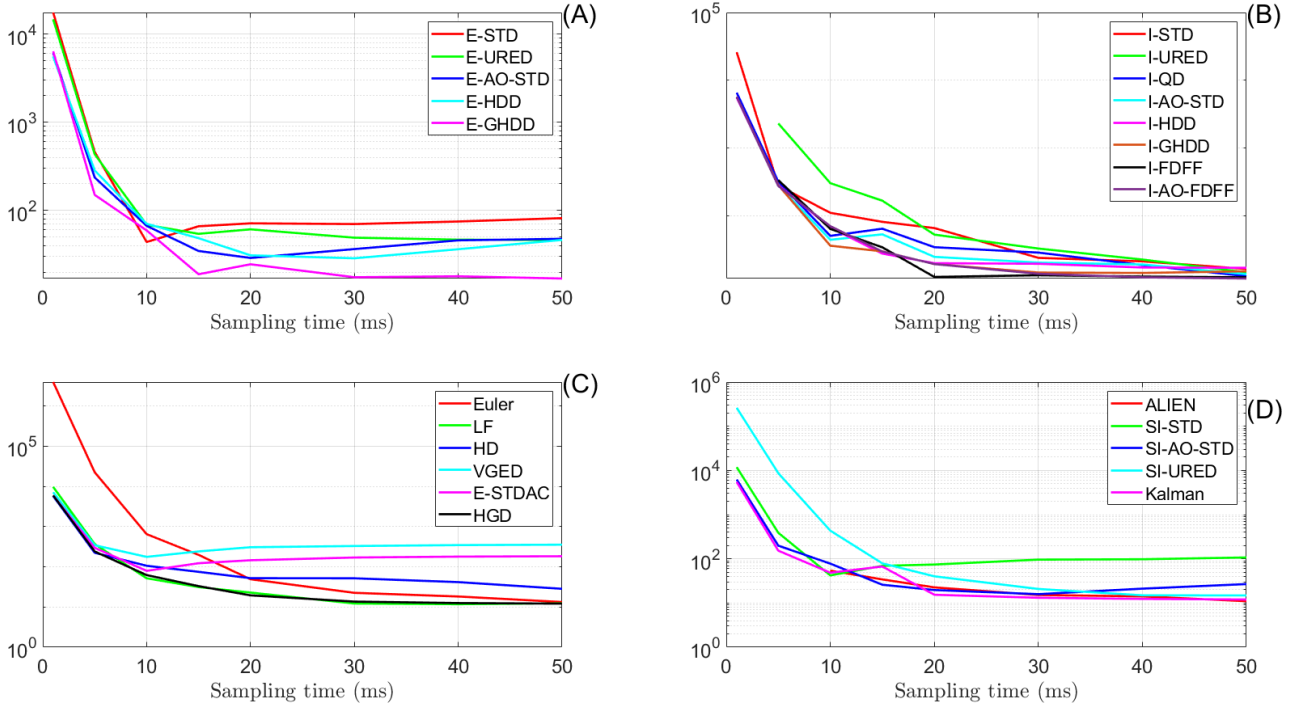 (A)
10^4
10^3
10^2
E-STD
E-URED
E-AO-STD
E-HDD
E-GHDD
0 10 20 30 40 50
Sampling time (ms)
(B)
10^5
I-STD
I-URED
I-QD
I-AO-STD
I-HDD
I-GHDD
I-FDFF
I-AO-FDFF
0 10 20 30 40 50
Sampling time (ms)
(C)
10^5
10^0
Euler
LF
HD
VGED
E-STDAC
HGD
0 10 20 30 40 50
Sampling time (ms)
(D)
10^6
10^4
10^2
10^0
ALIEN
SI-STD
SI-AO-STD
SI-URED
Kalman
0 10 20 30 40 50
Sampling time (ms)